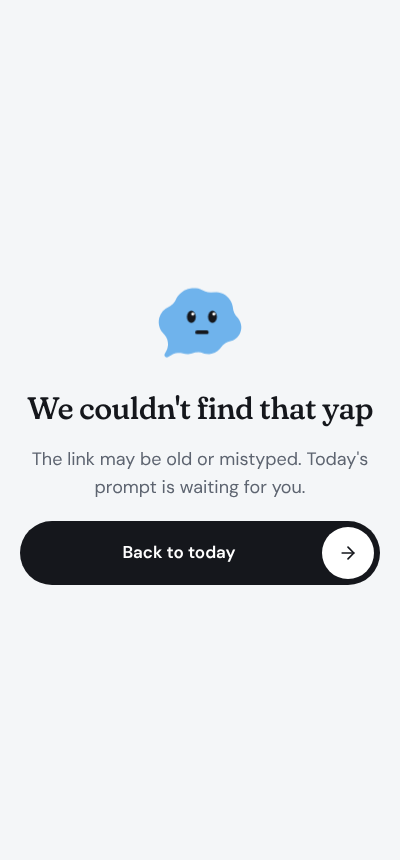 We couldn't find that yap
The link may be old or mistyped. Today's
prompt is waiting for you.
Back to today